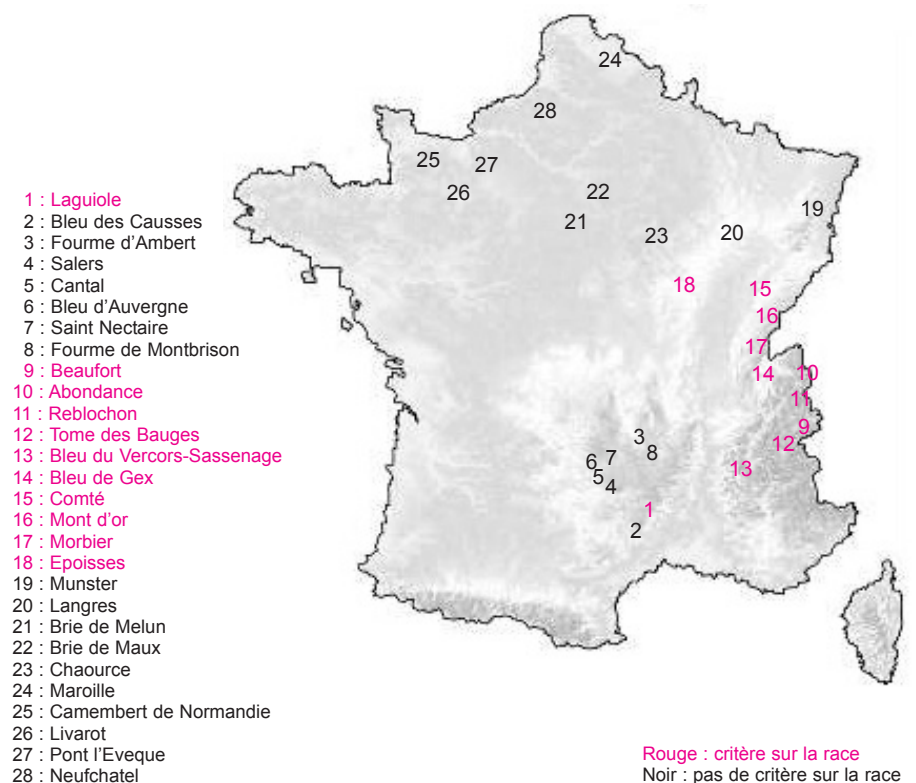 24
28
25
27
26
22
21
19
20
23
18
15
16
17
14
10
11
9
12
13
3
8
7
6
5
4
1
2
1 : Laguiole
2 : Bleu des Causses
3 : Fourme d'Ambert
4 : Salers
5 : Cantal
6 : Bleu d'Auvergne
7 : Saint Nectaire
8 : Fourme de Montbrison
9 : Beaufort
10 : Abondance
11 : Reblochon
12 : Tome des Bauges
13 : Bleu du Vercors-Sassenage
14 : Bleu de Gex
15 : Comté
16 : Mont d'or
17 : Morbier
18 : Epoisses
19 : Munster
20 : Langres
21 : Brie de Melun
22 : Brie de Maux
23 : Chaource
24 : Maroille
25 : Camembert de Normandie
26 : Livarot
27 : Pont l'Eveque
28 : Neufchatel
Rouge : critère sur la race
Noir : pas de critère sur la race